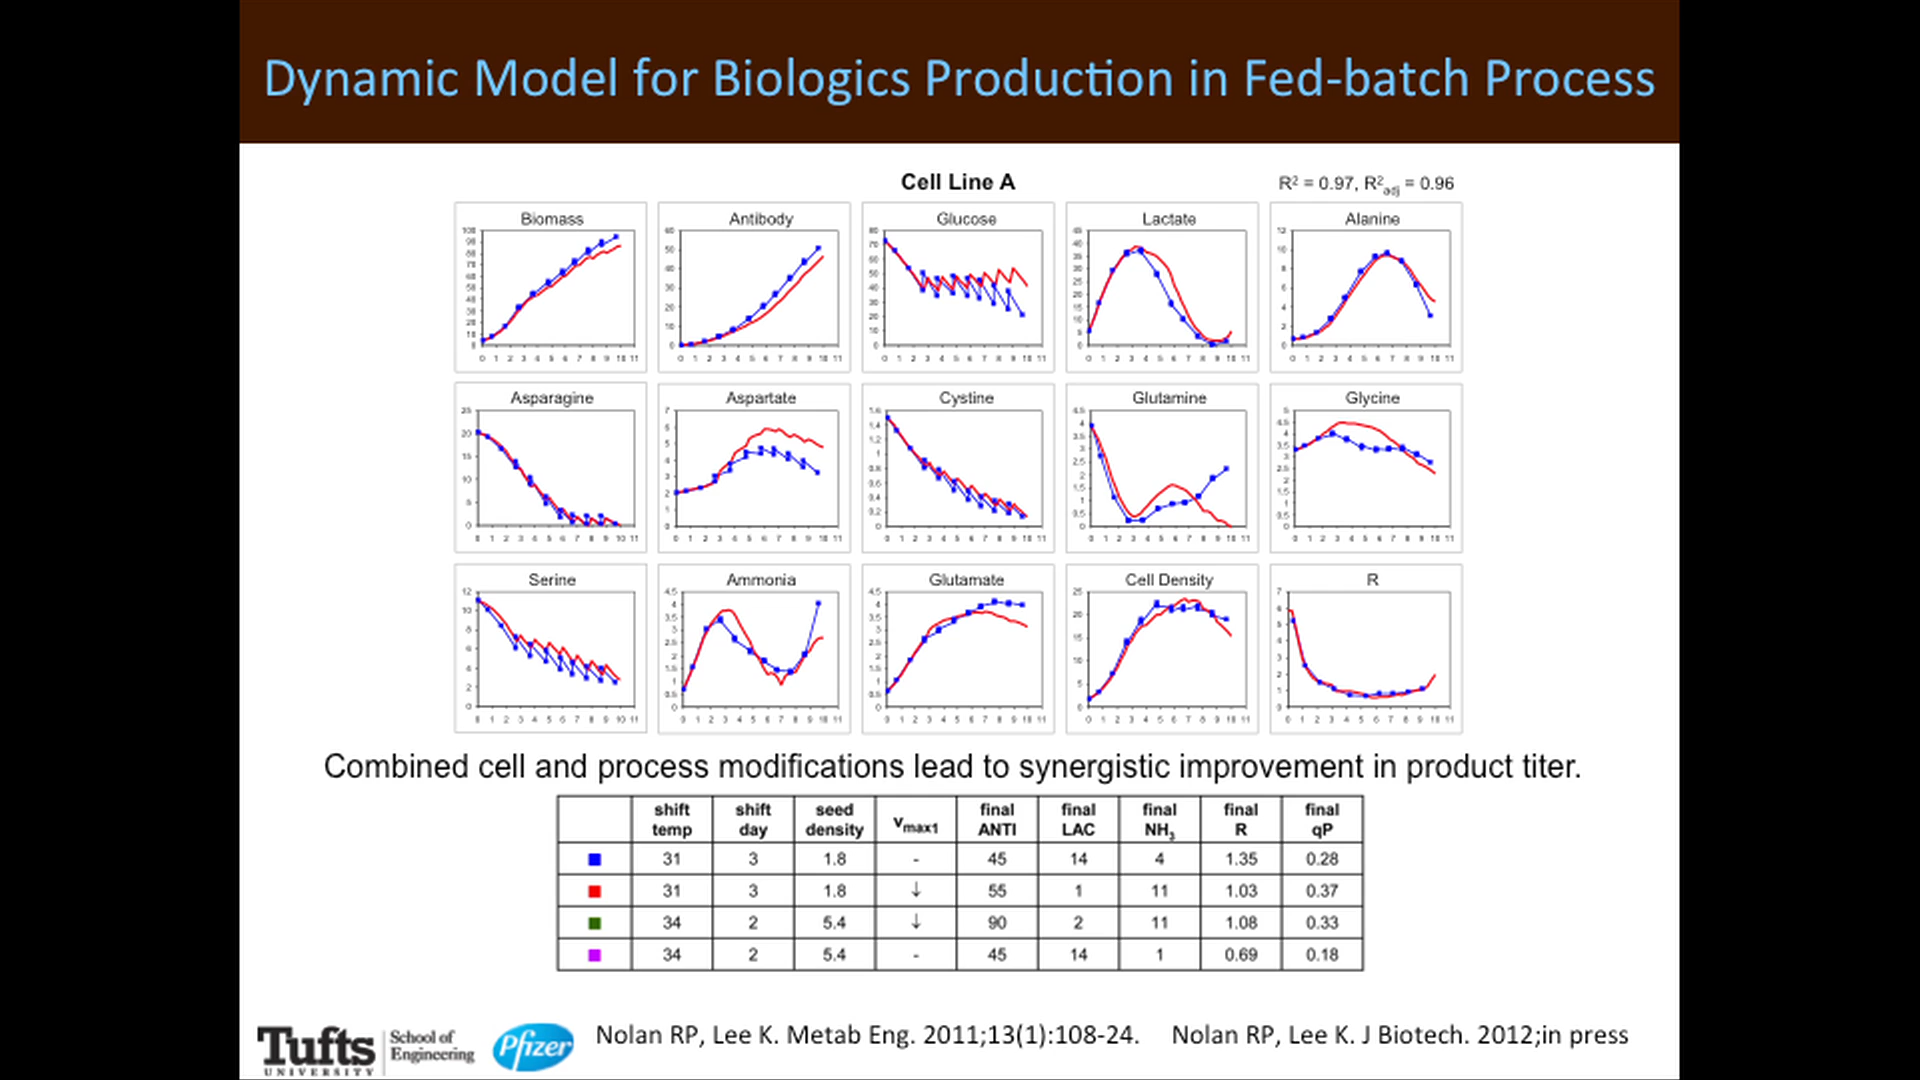 Dynamic Model for Biologics Production in Fed-batch Process
Cell Line A
R² = 0.97, R²adj = 0.96
Biomass
Antibody
Glucose
Lactate
Alanine
Asparagine
Aspartate
Cystine
Glutamine
Glycine
Serine
Ammonia
Glutamate
Cell Density
R
Combined cell and process modifications lead to synergistic improvement in product titer.
shift temp shift day seed density vmax1 final ANTI final LAC final NH3 final R final qP
31 3 1.8 - 45 14 4 1.35 0.28
31 3 1.8 ↓ 55 1 11 1.03 0.37
34 2 5.4 ↓ 90 2 11 1.08 0.33
34 2 5.4 - 45 14 1 0.69 0.18
Tufts UNIVERSITY
School of Engineering
Pfizer
Nolan RP, Lee K. Metab Eng. 2011;13(1):108-24. Nolan RP, Lee K. J Biotech. 2012;in press